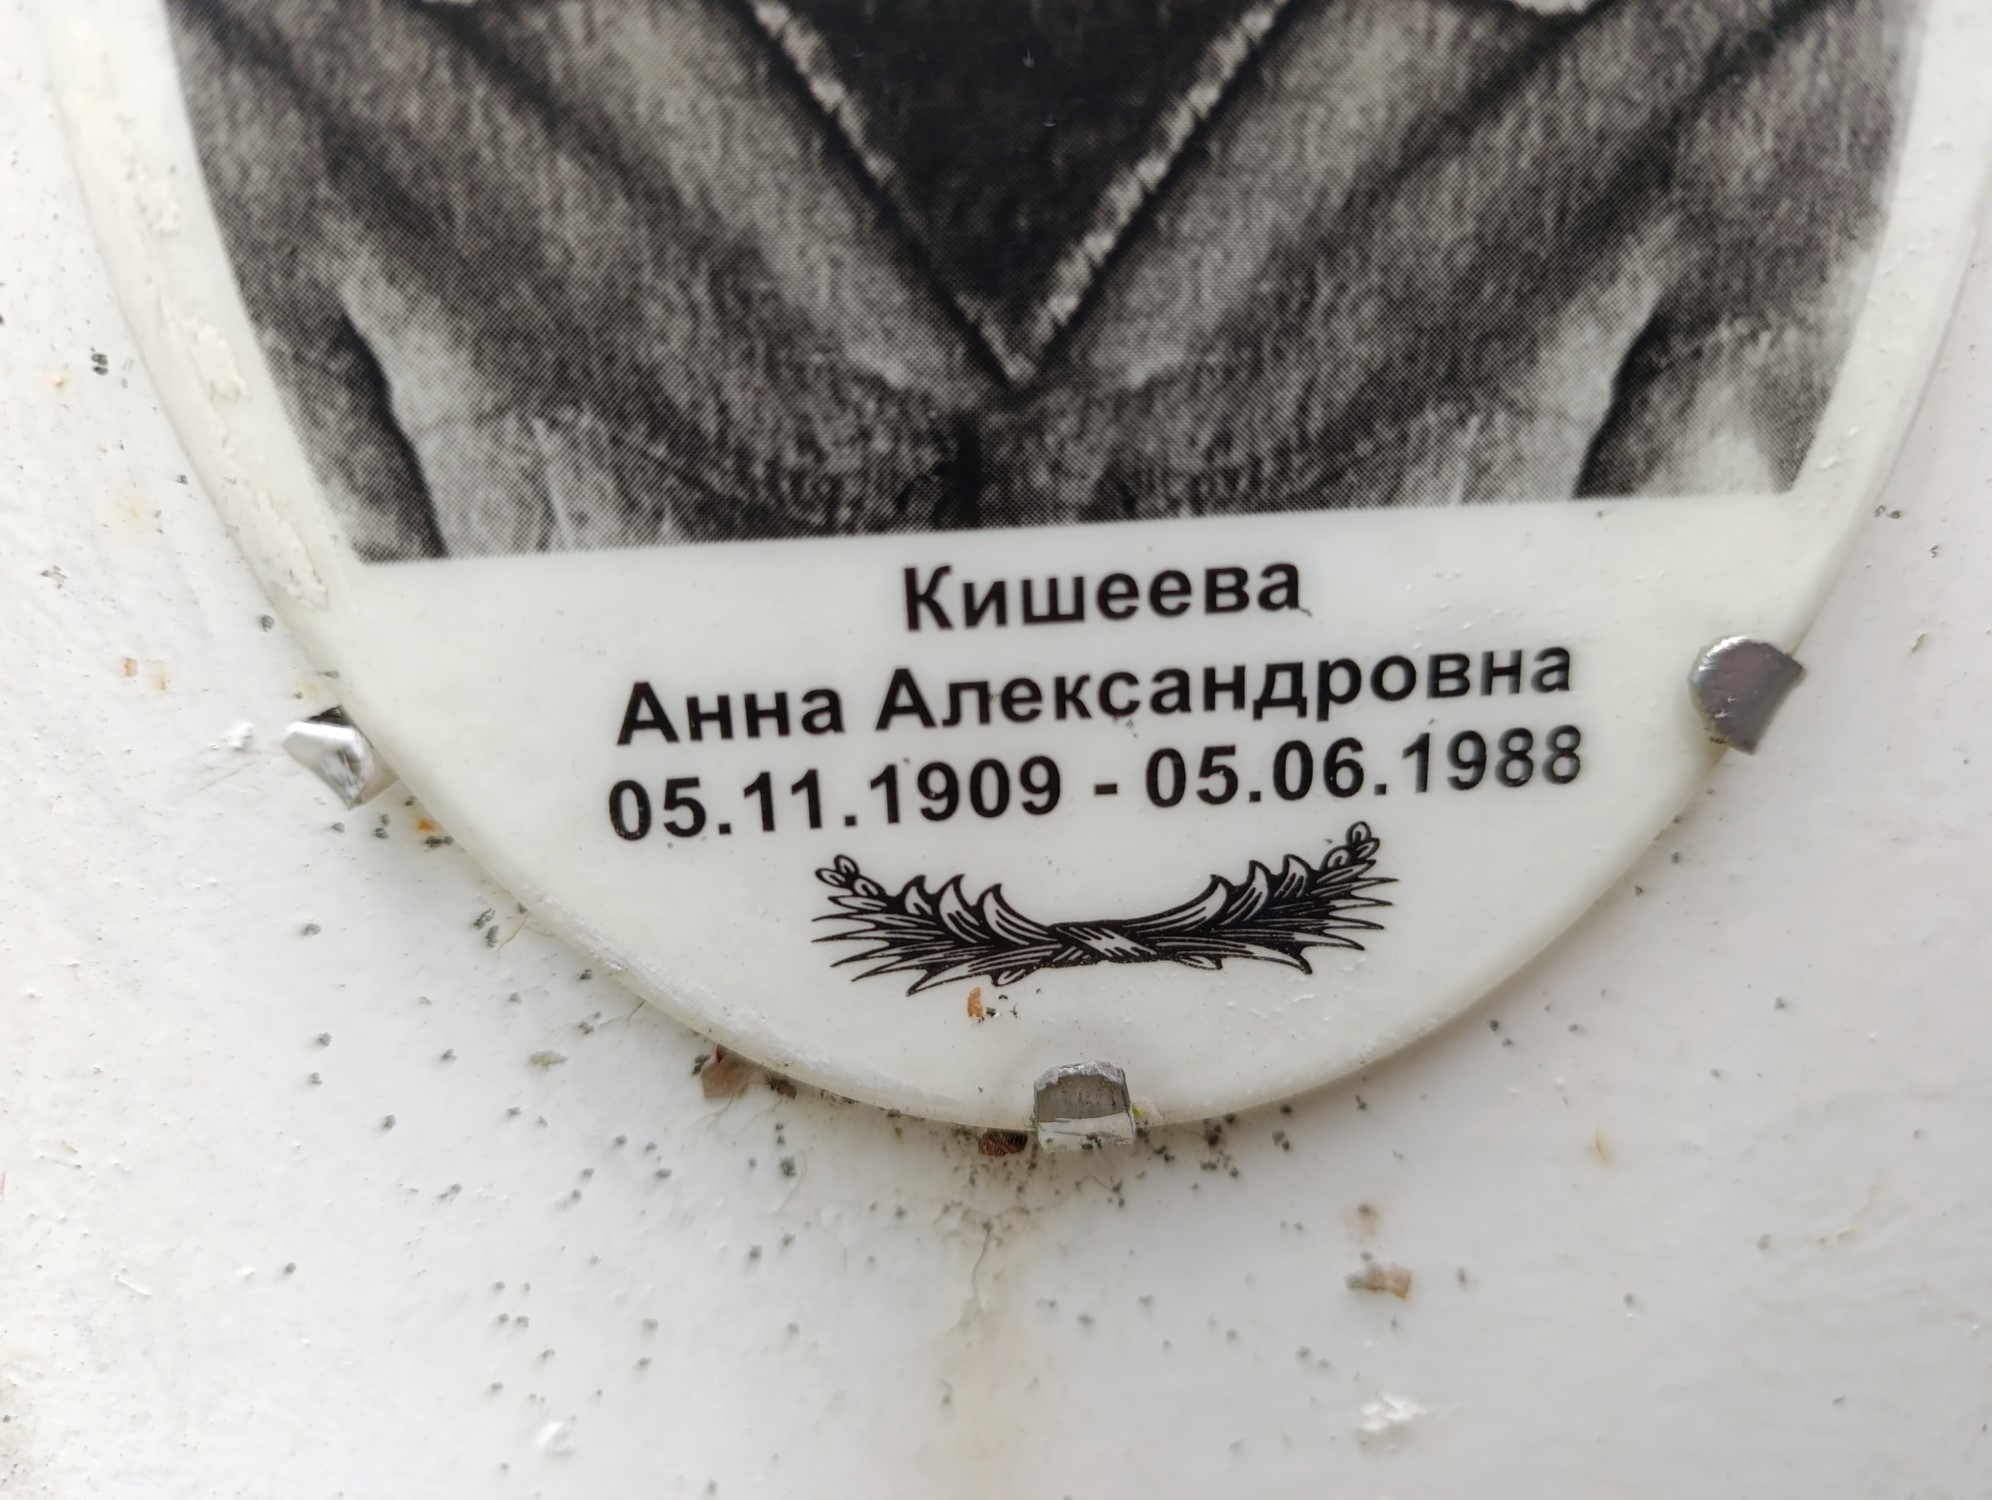 Кишеева
Анна Александровна
05.11.1909 - 05.06.1988